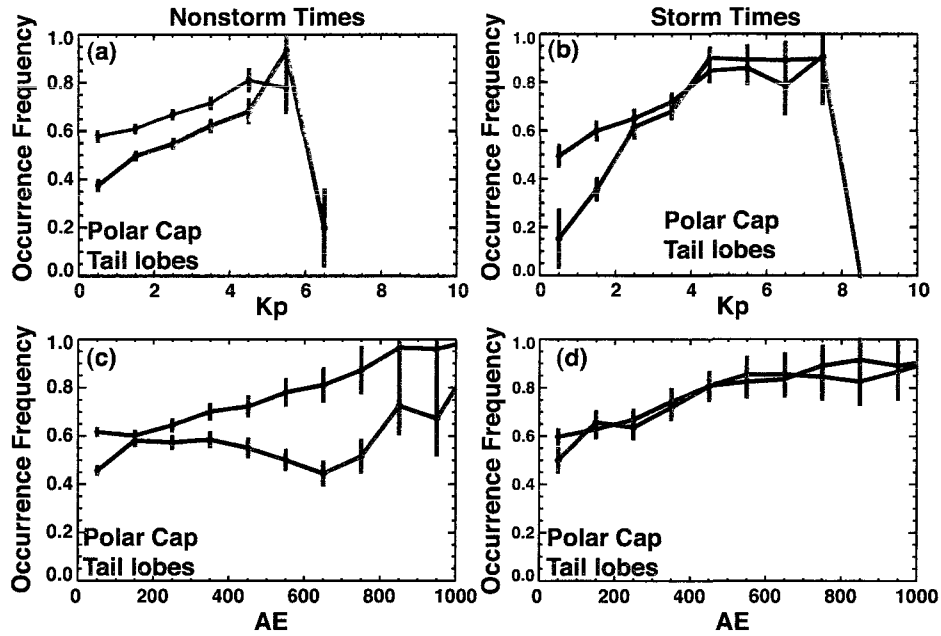 Nonstorm Times
Storm Times
Occurrence Frequency
1.0
0.8
0.6
0.4
0.2
0.0
(a)
Polar Cap
Tail lobes
0 2 4 6 8 10
Kp
Occurrence Frequency
1.0
0.8
0.6
0.4
0.2
0.0
(b)
Polar Cap
Tail lobes
0 2 4 6 8 10
Kp
Occurrence Frequency
1.0
0.8
0.6
0.4
0.2
0.0
(c)
Polar Cap
Tail lobes
0 200 400 600 800 1000
AE
Occurrence Frequency
1.0
0.8
0.6
0.4
0.2
0.0
(d)
Polar Cap
Tail lobes
0 200 400 600 800 1000
AE